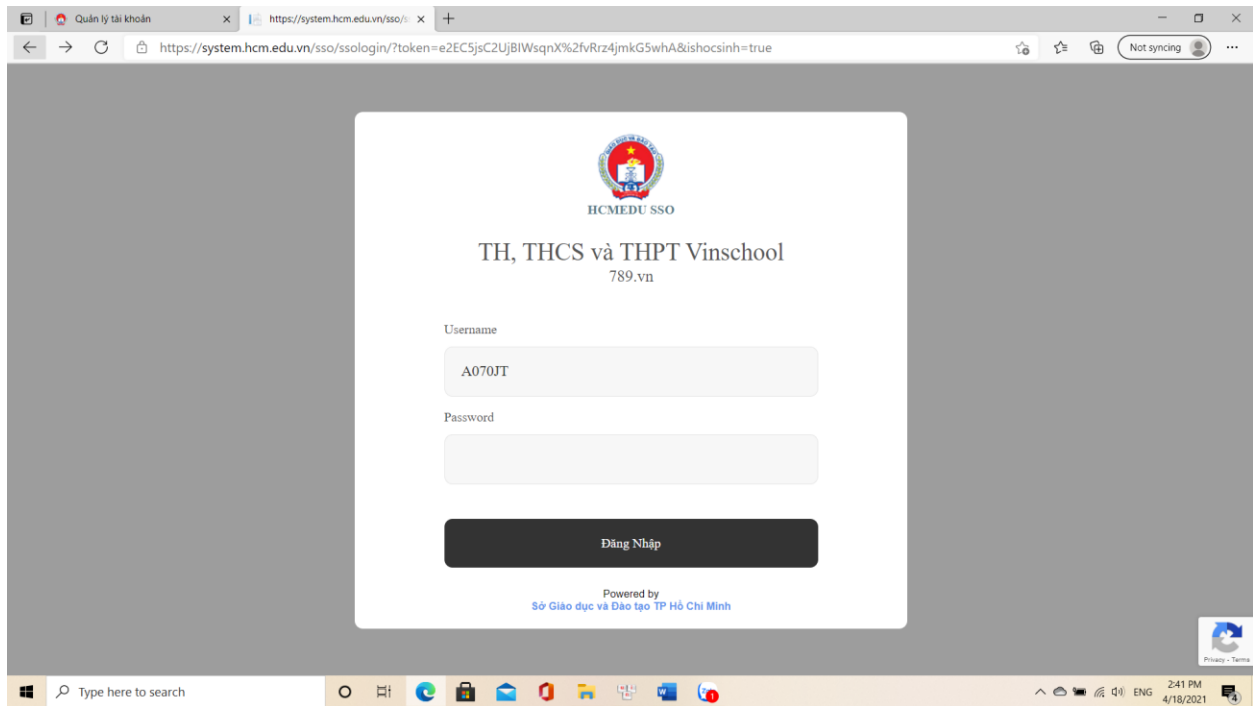 Quản lý tài khoản
https://system.hcm.edu.vn/sso/s
https://system.hcm.edu.vn/sso/ssologin/?token=e2EC5jsC2UjBIWsqnX%2fvRrz4jmkG5whA&ishocsinh=true
Not syncing
HCMEDU SSO
TH, THCS và THPT Vinschool
789.vn
Username
A070JT
Password
Đăng Nhập
Powered by
Sở Giáo dục và Đào tạo TP Hồ Chí Minh
Privacy - Terms
Type here to search
ENG
2:41 PM
4/18/2021
4